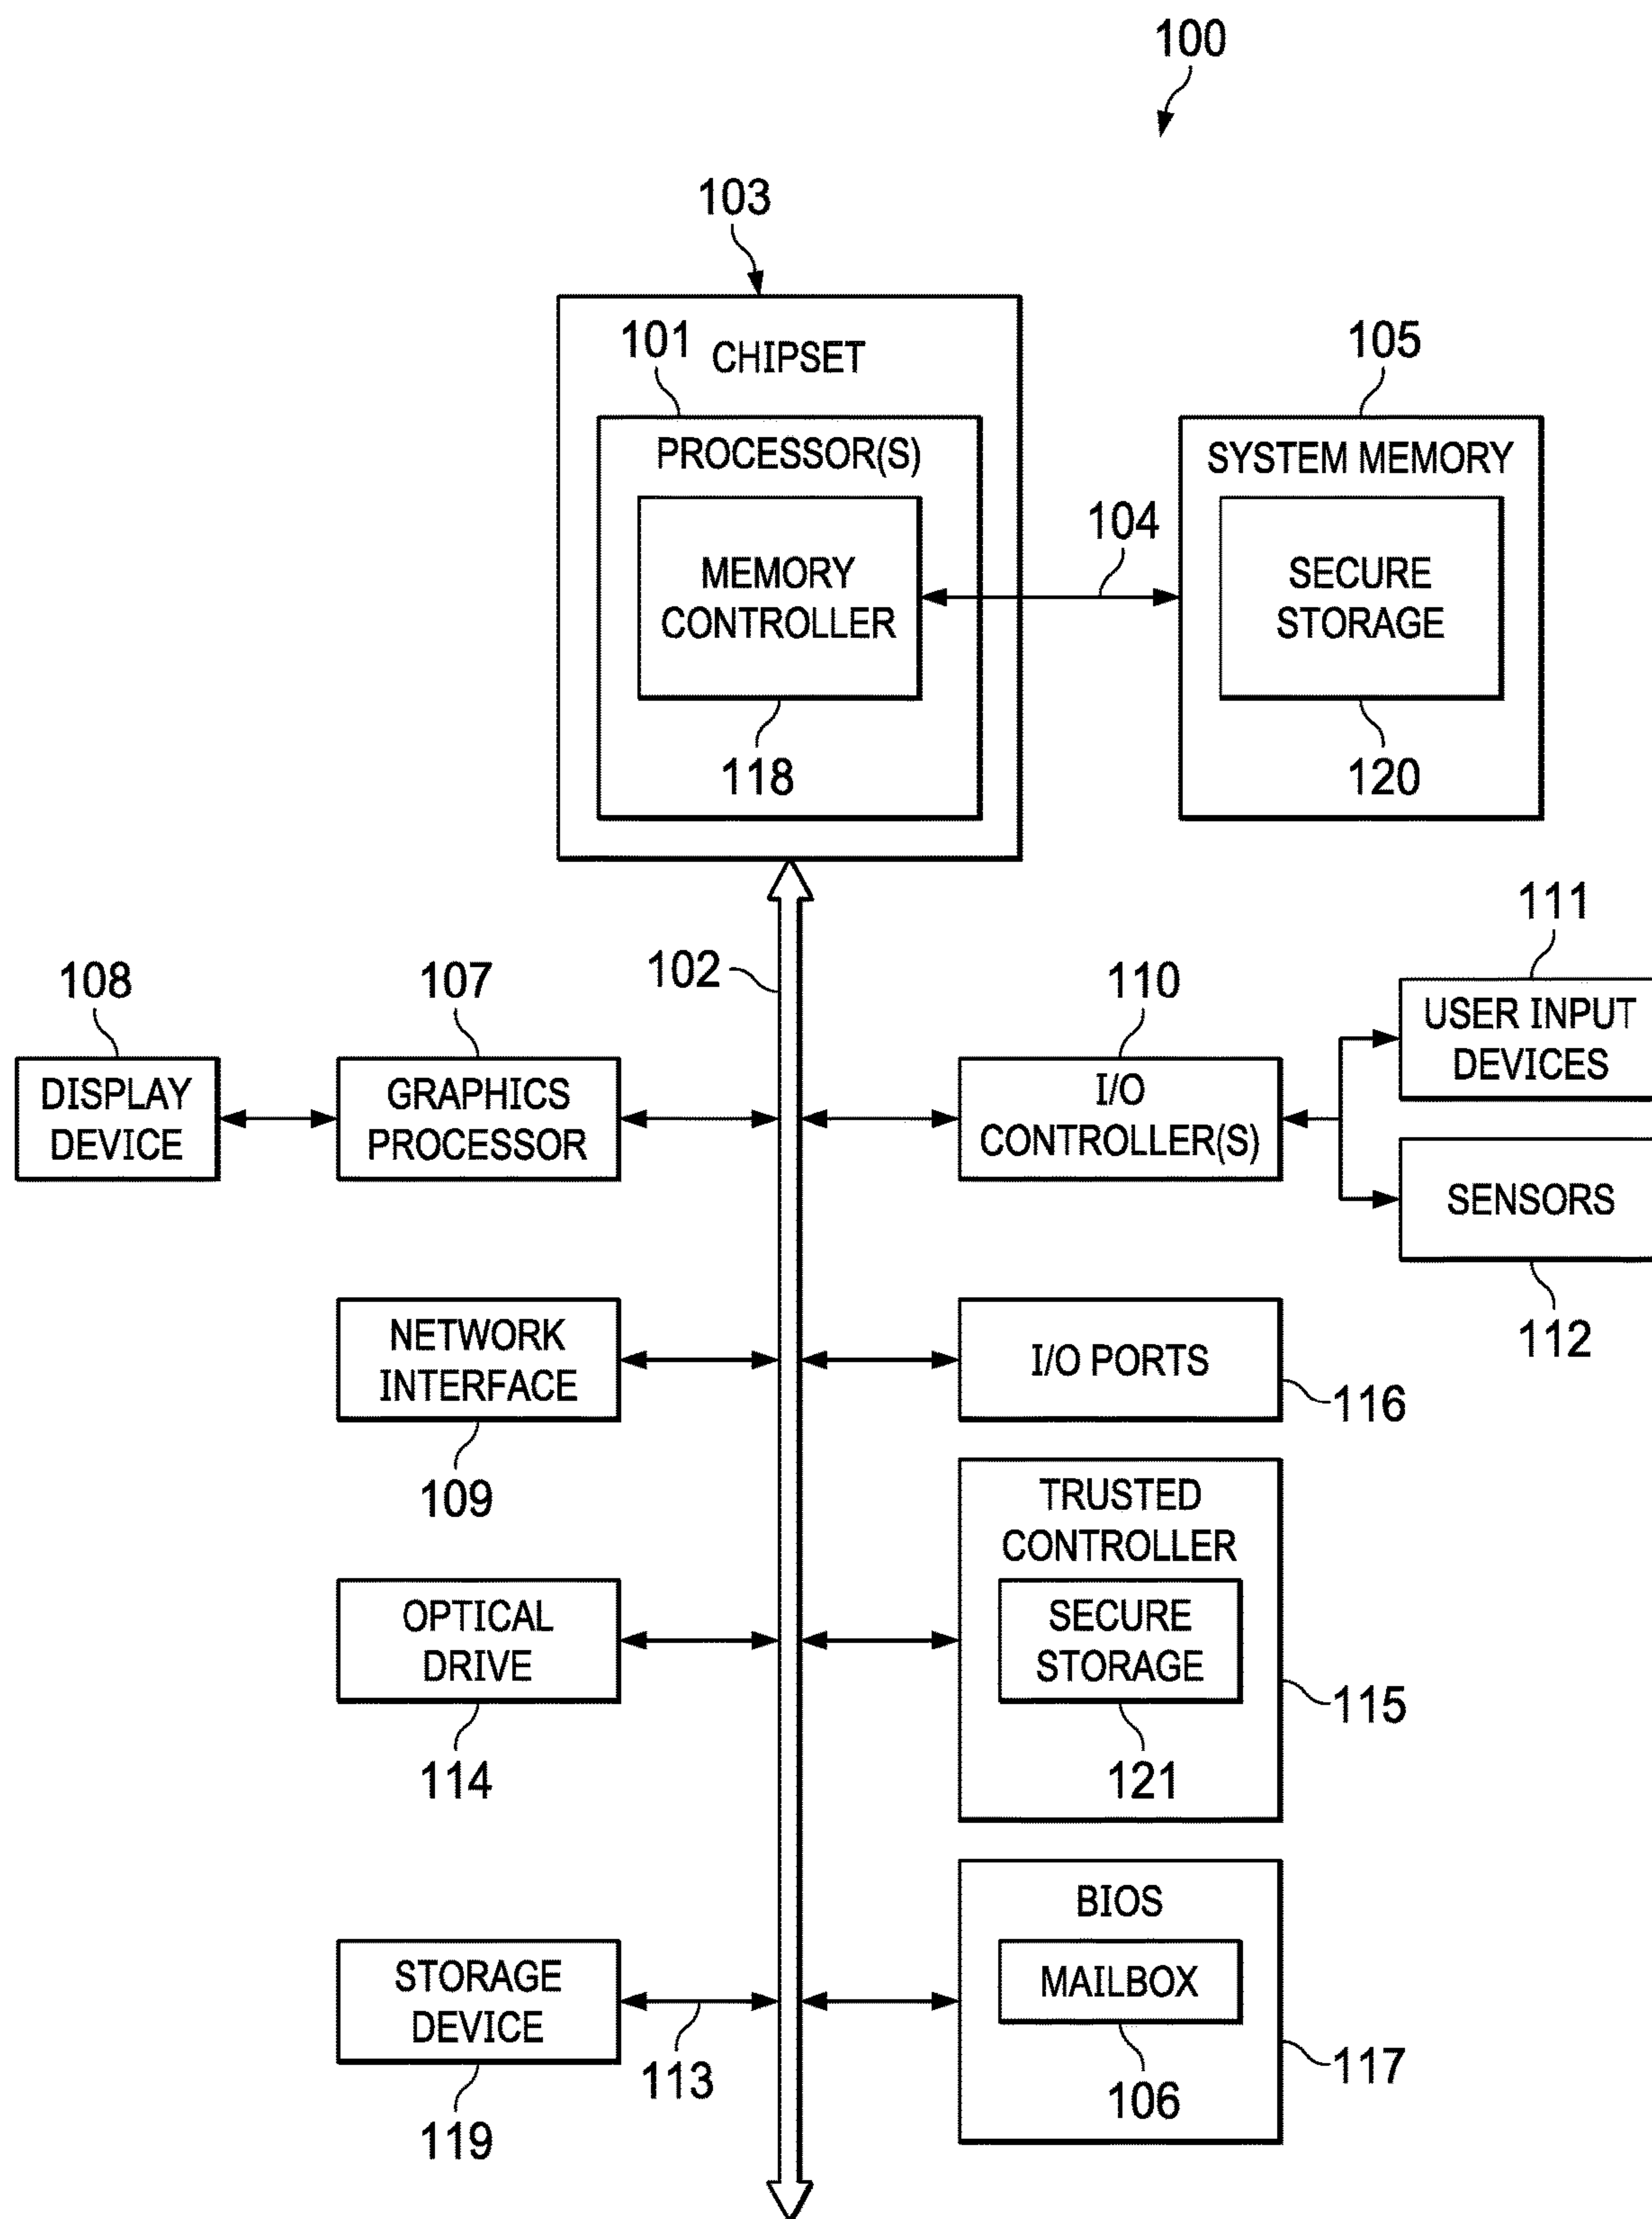 100
103
101
CHIPSET
105
PROCESSOR(S)
SYSTEM MEMORY
104
MEMORY
CONTROLLER
SECURE
STORAGE
118
120
111
108
107
102
110
USER INPUT
DEVICES
DISPLAY
DEVICE
GRAPHICS
PROCESSOR
I/O
CONTROLLER(S)
SENSORS
112
NETWORK
INTERFACE
I/O PORTS
116
109
TRUSTED
CONTROLLER
OPTICAL
DRIVE
SECURE
STORAGE
115
114
121
BIOS
STORAGE
DEVICE
MAILBOX
113
117
106
119